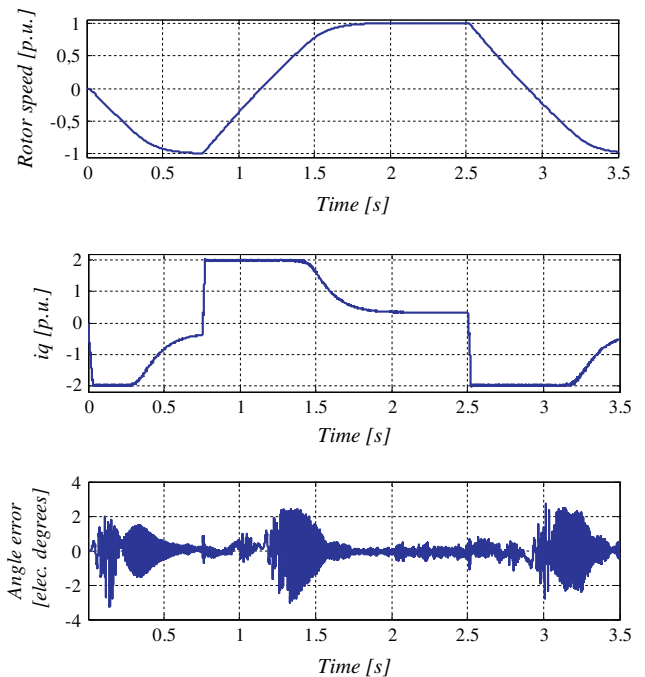 Rotor speed [p.u.]
1
0,5
0
-0,5
-1
0 0.5 1 1.5 2 2.5 3 3.5
Time [s]
iq [p.u.]
2
1
0
-1
-2
0 0.5 1 1.5 2 2.5 3 3.5
Time [s]
Angle error
[elec. degrees]
4
2
0
-2
-4
0.5 1 1.5 2 2.5 3 3.5
Time [s]